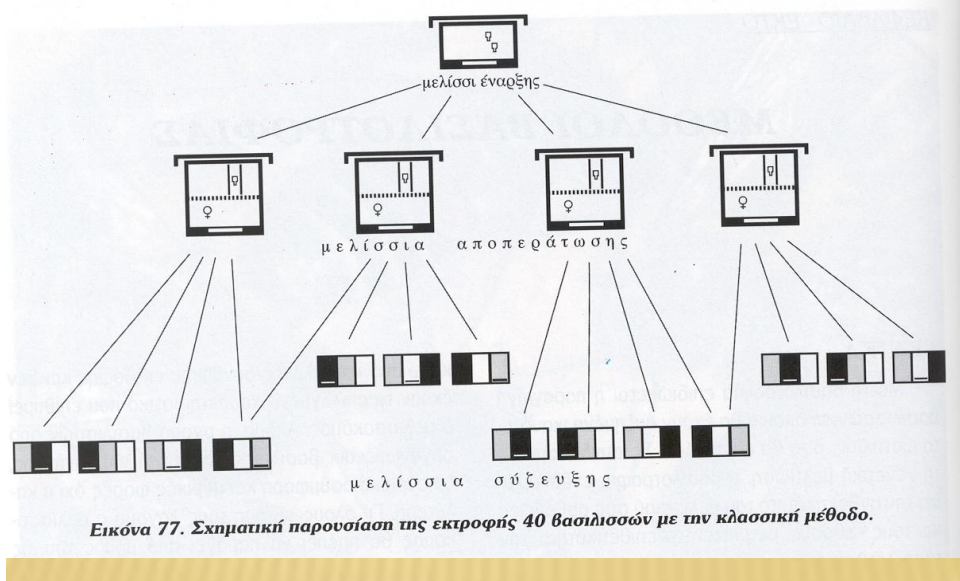 μελίσσι έναρξης
μελίσσια αποπεράτωσης
μελίσσια σύζευξης
Εικόνα 77. Σχηματική παρουσίαση της εκτροφής 40 βασιλισσών με την κλασσική μέθοδο.